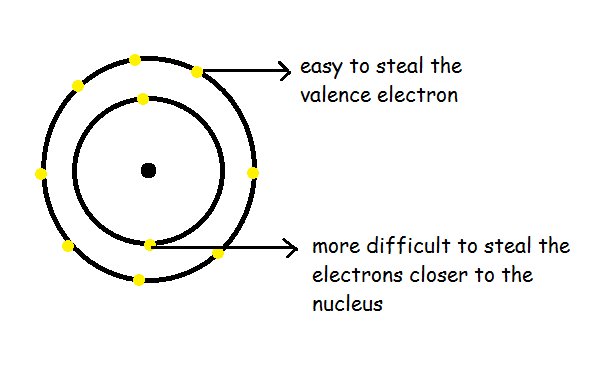 easy to steal the
valence electron
more difficult to steal the
electrons closer to the
nucleus